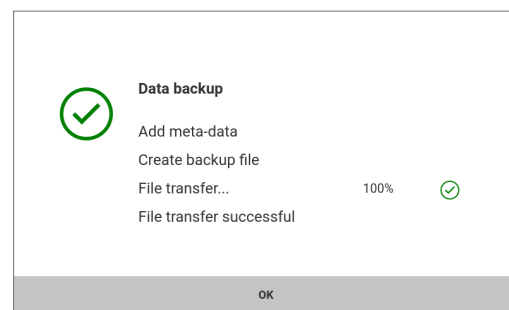 Data backup
Add meta-data
Create backup file
File transfer... 100%
File transfer successful
OK